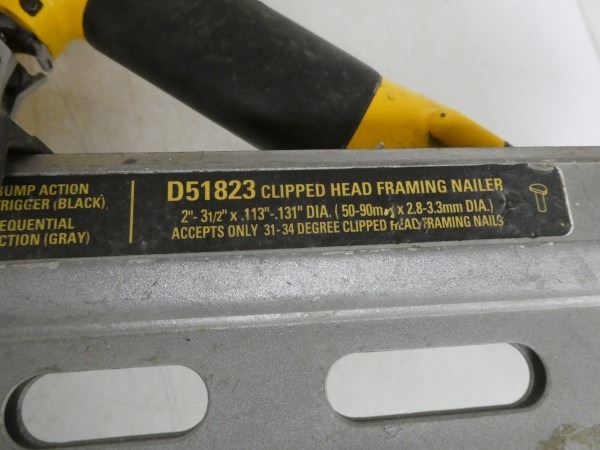 BUMP ACTION
TRIGGER (BLACK),
SEQUENTIAL
ACTION (GRAY)
D51823 CLIPPED HEAD FRAMING NAILER
2"- 3 1/2" x .113"-.131" DIA. ( 50-90mm x 2.8-3.3mm DIA.)
ACCEPTS ONLY 31-34 DEGREE CLIPPED HEAD FRAMING NAILS